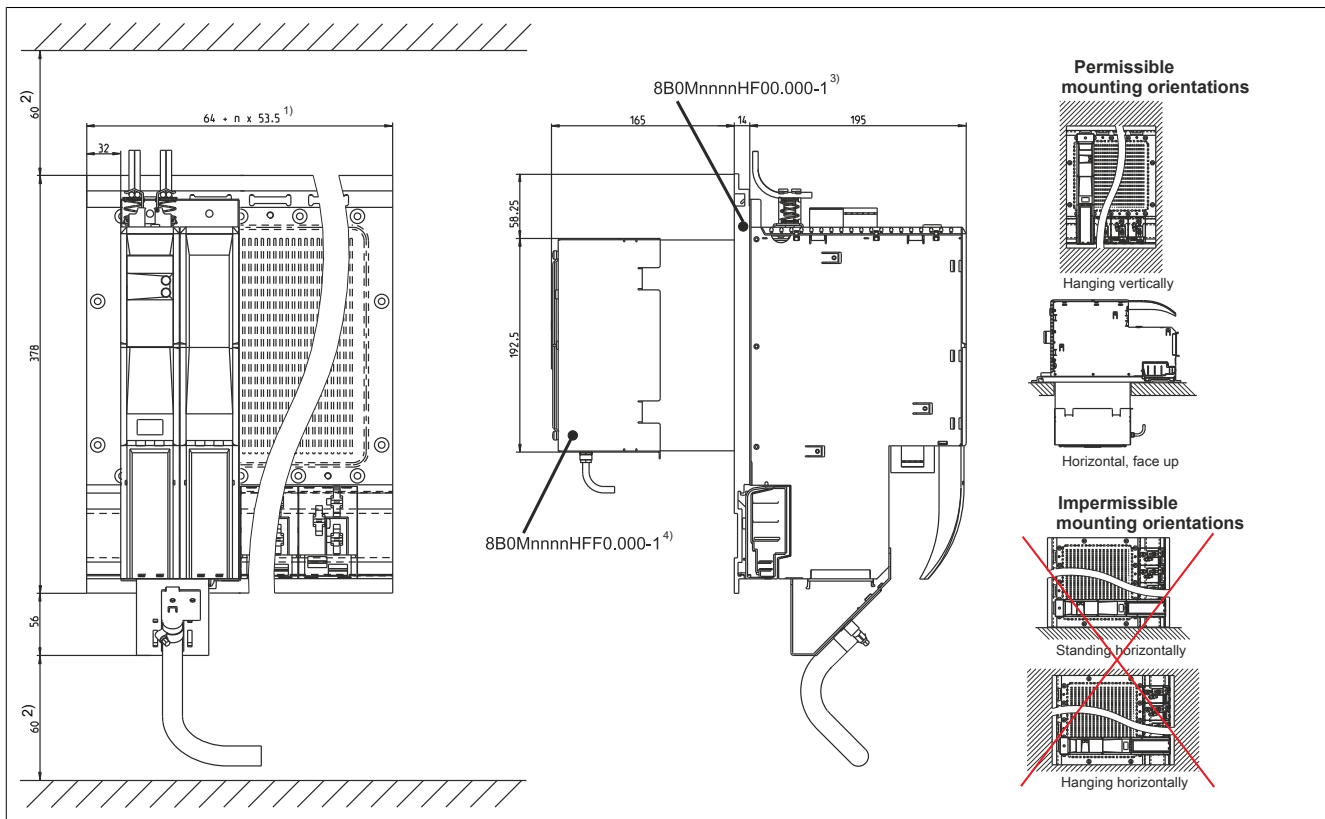 60 2)
64 + n x 53.5 1)
32
378
56
60 2)
8B0MnnnnHF00.000-1 3)
165
14
195
58.25
192.5
8B0MnnnnHFF0.000-1 4)
Permissible
mounting orientations
Hanging vertically
Horizontal, face up
Impermissible
mounting orientations
Standing horizontally
Hanging horizontally